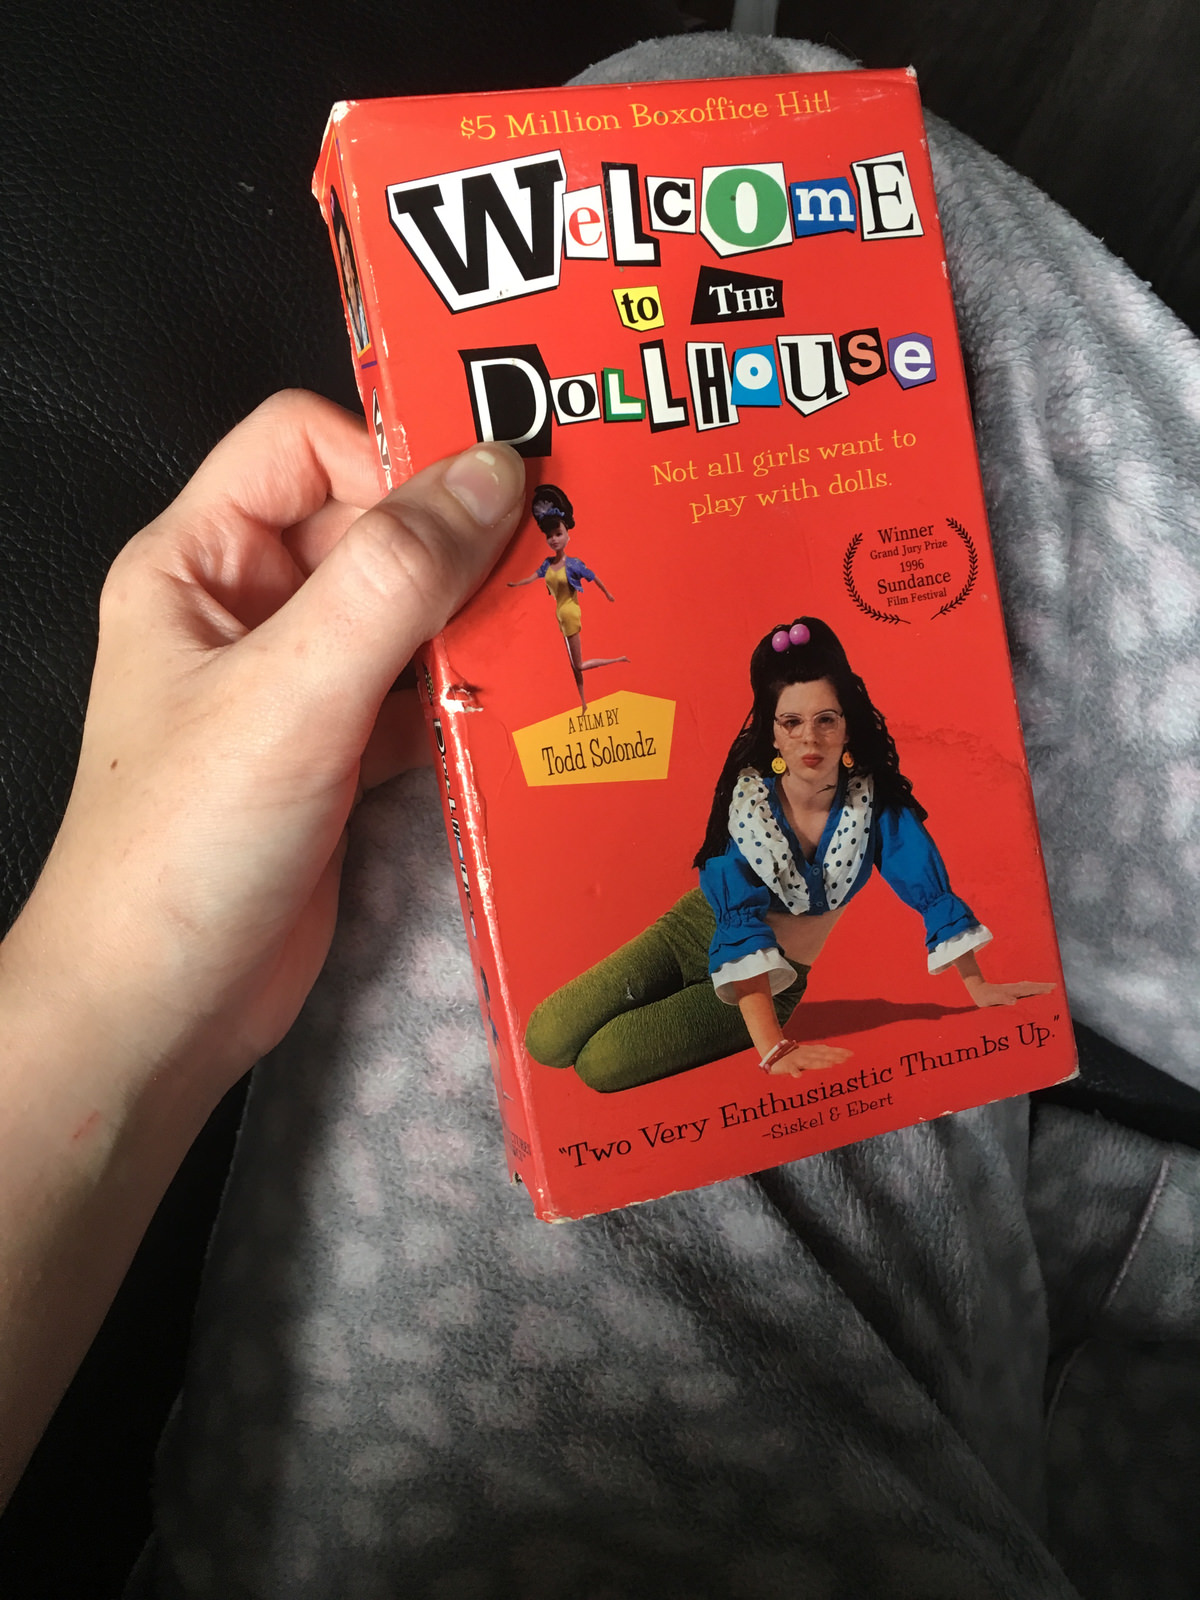 $5 Million Boxoffice Hit!
WelcomE
to THE
DOLLHOUSe
Not all girls want to
play with dolls.
Winner
Grand Jury Prize
1996
Sundance
Film Festival
A FILM BY
Todd Solondz
"Two Very Enthusiastic Thumbs Up."
-Siskel & Ebert